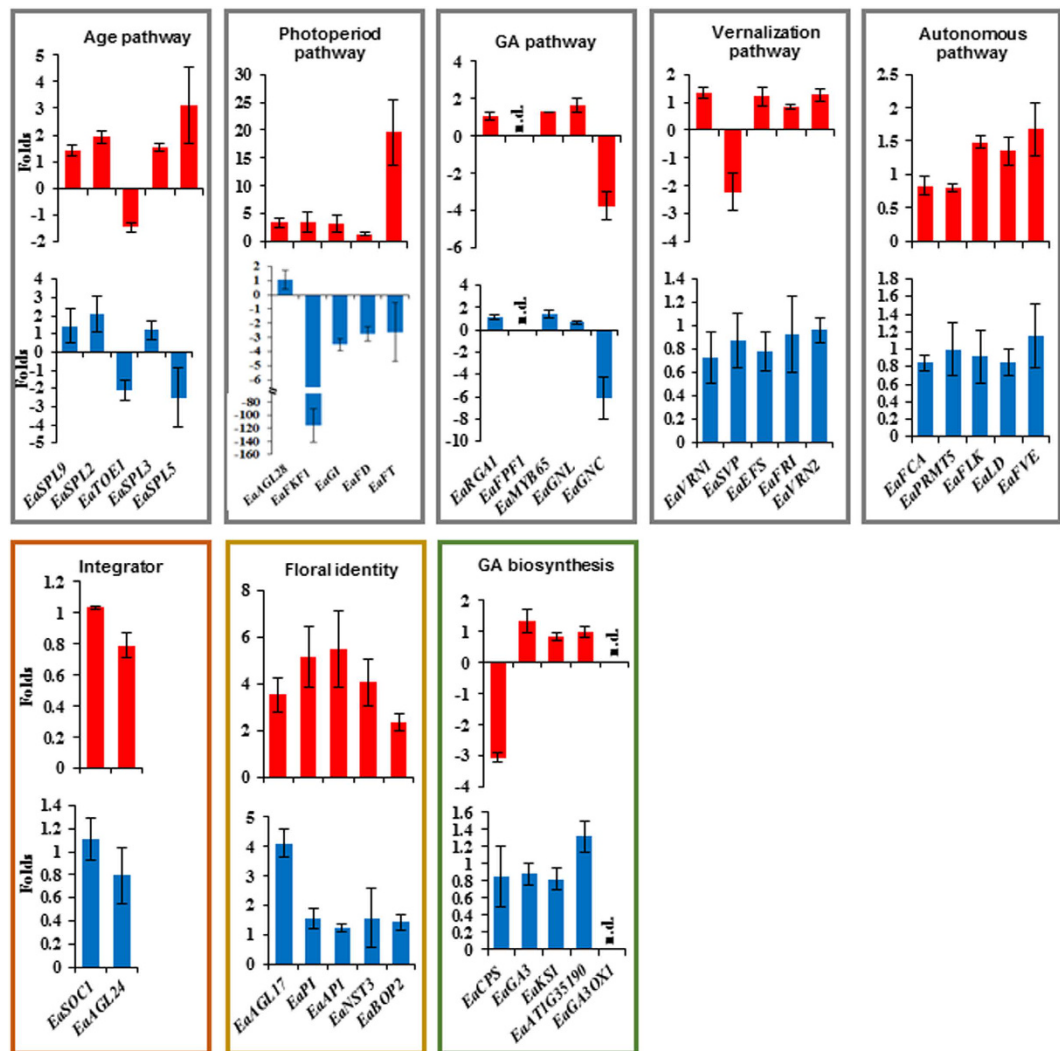 Age pathway
Folds
5
4
3
2
1
0
-1
-2
Folds
4
3
2
1
0
-1
-2
-3
-4
-5
EaSPL9
EaSPL2
EaTOE1
EaSPL3
EaSPL5
Photoperiod
pathway
30
25
20
15
10
5
0
2
1
0
-1
-2
-3
-4
-5
-6
-80
-100
-120
-140
-160
EaAGL28
EaFKF1
EaGI
EaFD
EaFT
GA pathway
4
2
0
-2
-4
-6
n.d.
4
2
0
-2
-4
-6
-8
-10
n.d.
EaRGA1
EaFPF1
EaMYB65
EaGNL
EaGNC
Vernalization
pathway
2
1
0
-1
-2
-3
-4
1.4
1.2
1
0.8
0.6
0.4
0.2
0
EaVRN1
EaSVP
EaEFS
EaFRI
EaVRN2
Autonomous
pathway
2.5
2
1.5
1
0.5
0
1.8
1.6
1.4
1.2
1
0.8
0.6
0.4
0.2
0
EaFCA
EaPRMT5
EaFLK
EaLD
EaFVE
Integrator
Folds
1.2
1
0.8
0.6
0.4
0.2
0
Folds
1.4
1.2
1
0.8
0.6
0.4
0.2
0
EaSOC1
EaAGL24
Floral identity
8
6
4
2
0
5
4
3
2
1
0
EaAGL17
EaPI
EaAP1
EaNST3
EaBOP2
GA biosynthesis
2
1
0
-1
-2
-3
-4
n.d.
1.6
1.4
1.2
1
0.8
0.6
0.4
0.2
0
n.d.
EaCPS
EaGA3
EaKS1
EaAT1G35190
EaGA3OX1